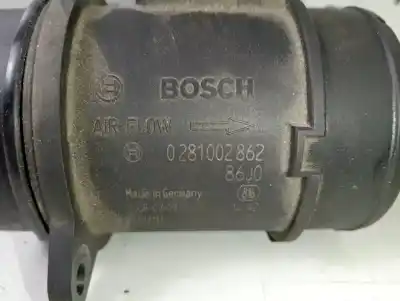 BOSCH
AIR FLOW
0 281 002 862
86J0
Made in Germany